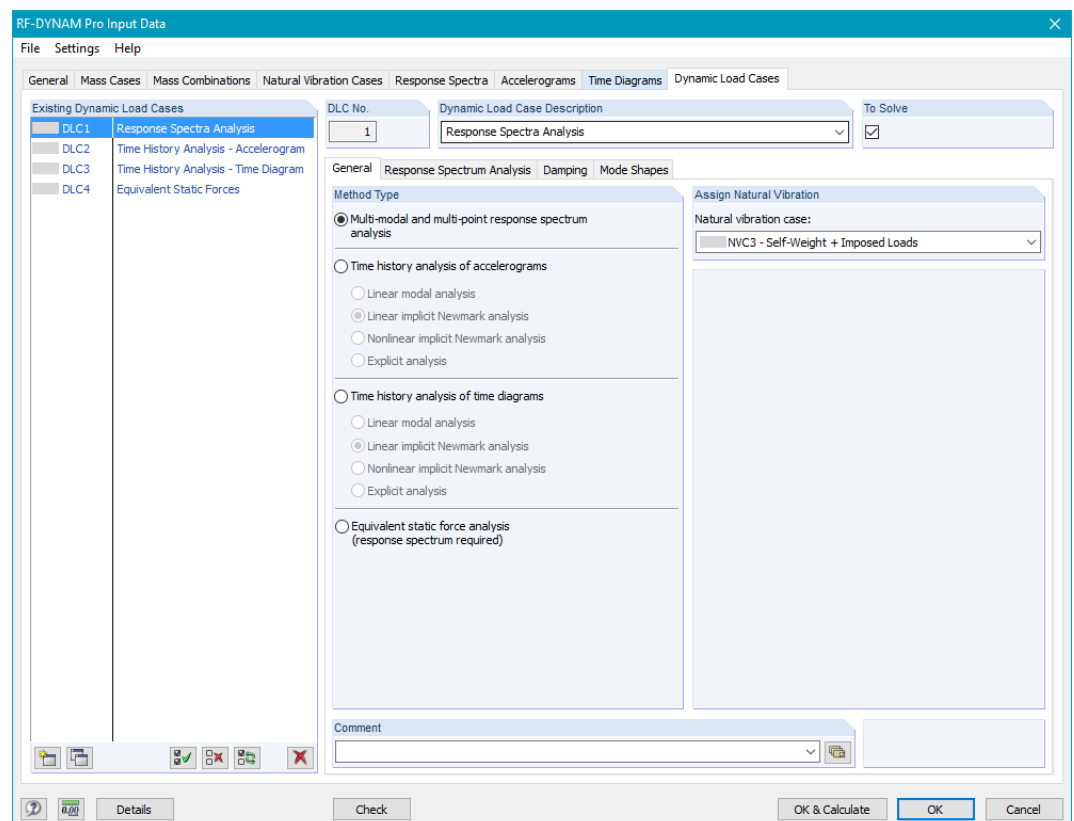 RF-DYNAM Pro Input Data
File Settings Help
General Mass Cases Mass Combinations Natural Vibration Cases Response Spectra Accelerograms Time Diagrams Dynamic Load Cases
Existing Dynamic Load Cases
DLC1 Response Spectra Analysis
DLC2 Time History Analysis - Accelerogram
DLC3 Time History Analysis - Time Diagram
DLC4 Equivalent Static Forces
DLC No.
1
Dynamic Load Case Description
Response Spectra Analysis
To Solve
General Response Spectrum Analysis Damping Mode Shapes
Method Type
Multi-modal and multi-point response spectrum
analysis
Time history analysis of accelerograms
Linear modal analysis
Linear implicit Newmark analysis
Nonlinear implicit Newmark analysis
Explicit analysis
Time history analysis of time diagrams
Linear modal analysis
Linear implicit Newmark analysis
Nonlinear implicit Newmark analysis
Explicit analysis
Equivalent static force analysis
(response spectrum required)
Assign Natural Vibration
Natural vibration case:
NVC3 - Self-Weight + Imposed Loads
Comment
0.00
Details
Check
OK & Calculate
OK
Cancel